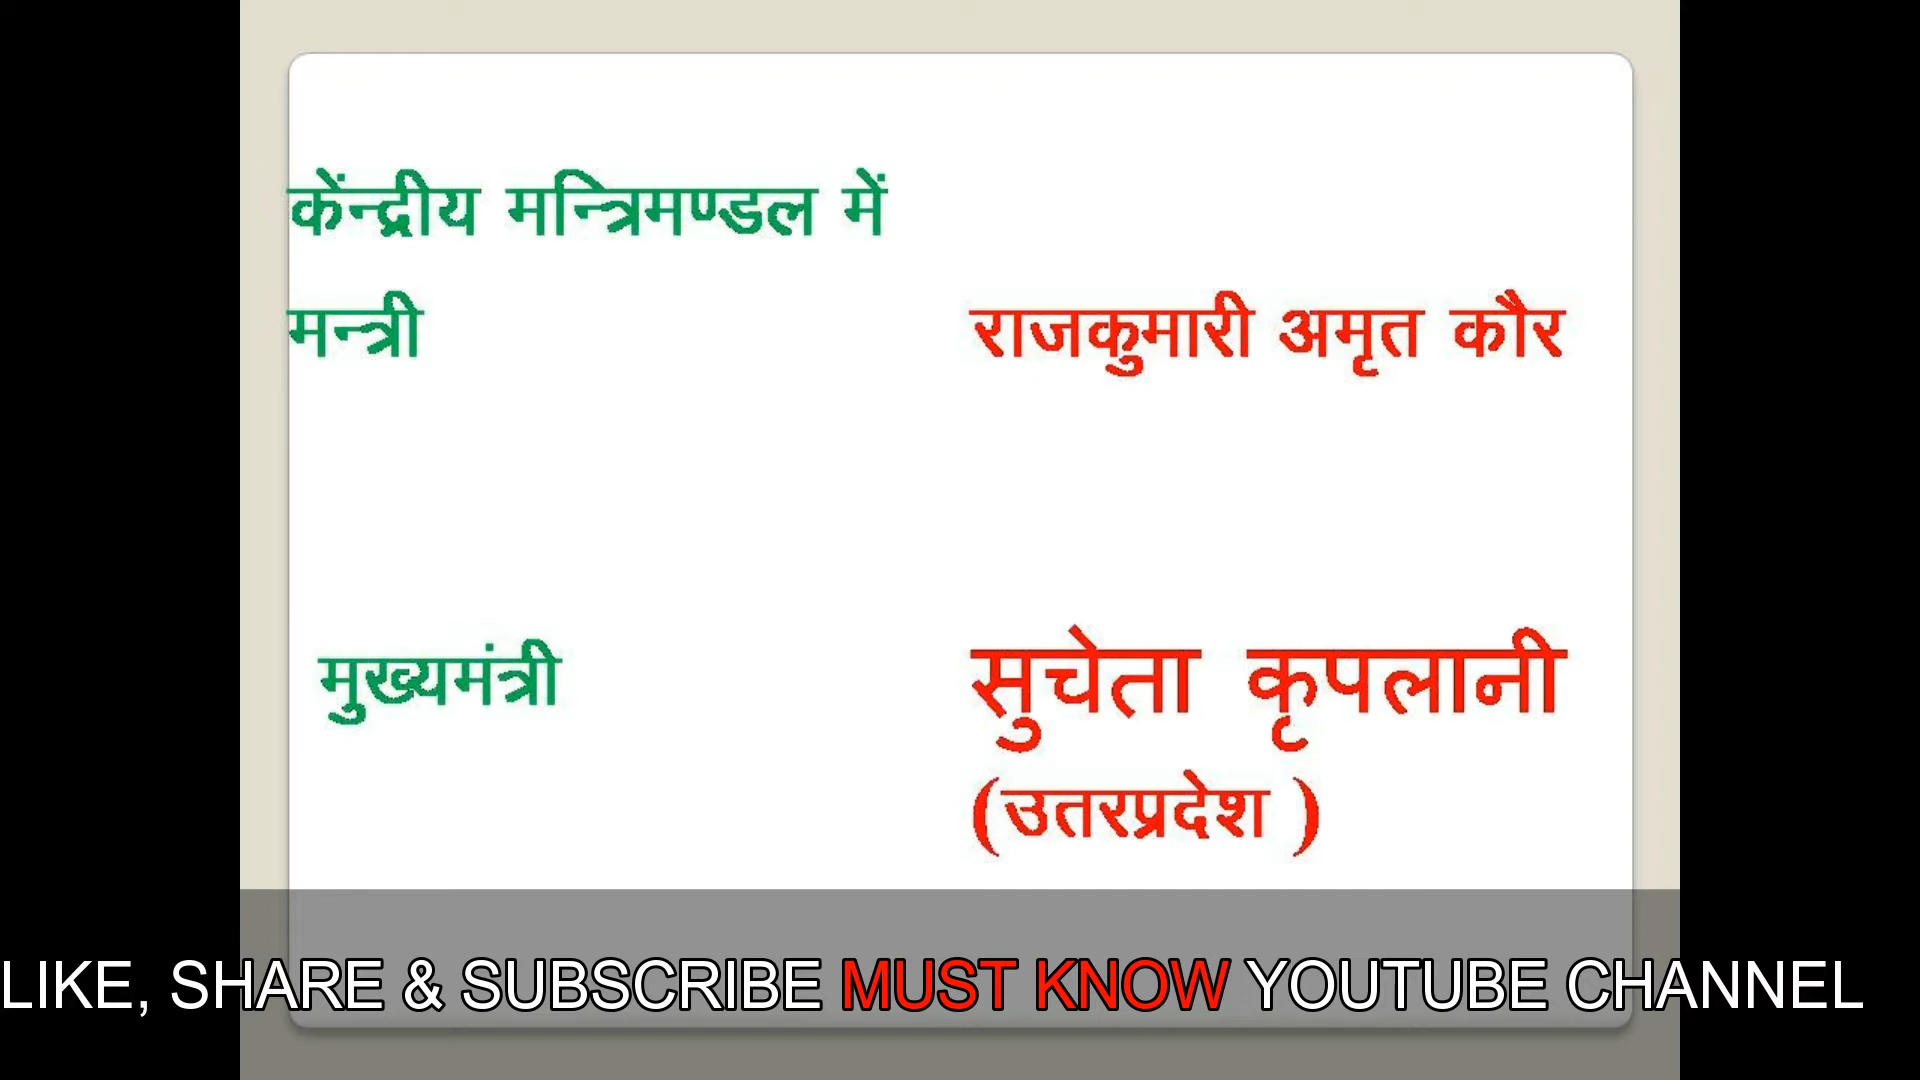 केंन्द्रीय मन्त्रिमण्डल में
मन्त्री राजकुमारी अमृत कौर
मुख्यमंत्री सुचेता कृपलानी
(उतरप्रदेश )
LIKE, SHARE & SUBSCRIBE MUST KNOW YOUTUBE CHANNEL